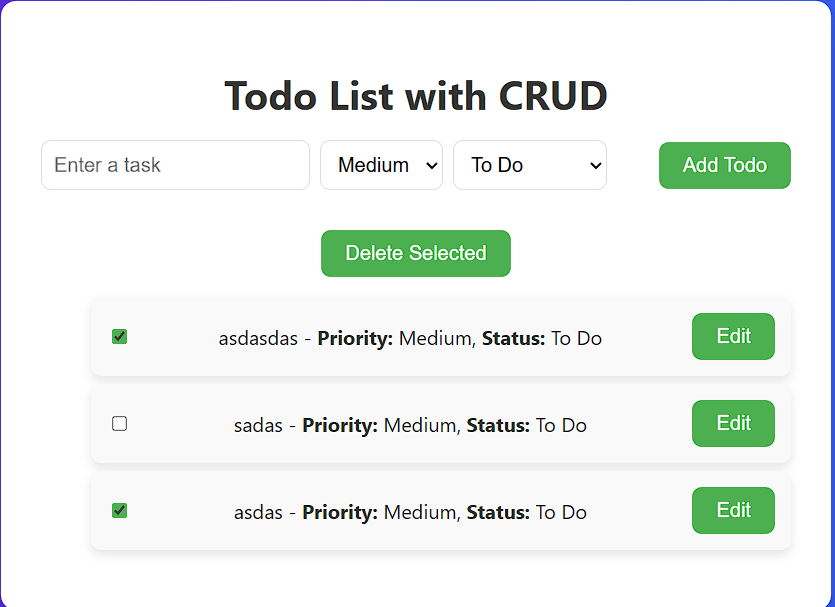 Todo List with CRUD
Enter a task Medium To Do Add Todo
Delete Selected
asdasdas - Priority: Medium, Status: To Do Edit
sadas - Priority: Medium, Status: To Do Edit
asdas - Priority: Medium, Status: To Do Edit